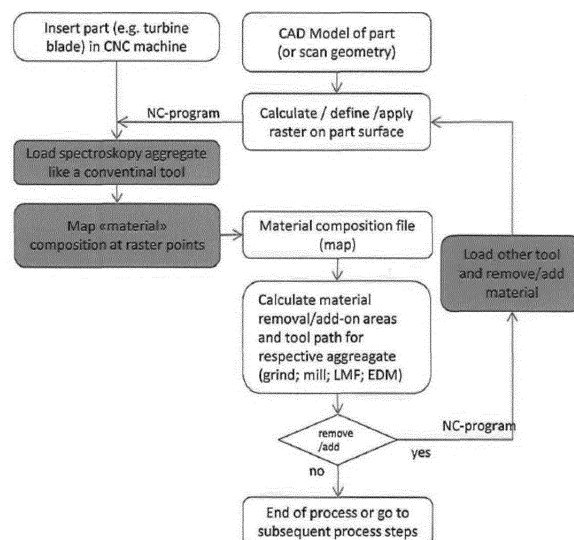 Insert part (e.g. turbine
blade) in CNC machine
CAD Model of part
(or scan geometry)
NC-program
Calculate / define /apply
raster on part surface
Load spectroskopy aggregate
like a conventinal tool
Map «material»
composition at raster points
Material composition file
(map)
Load other tool
and remove/add
material
Calculate material
removal/add-on areas
and tool path for
respective aggreagate
(grind; mill; LMF; EDM)
NC-program
remove
/add
yes
no
End of process or go to
subsequent process steps